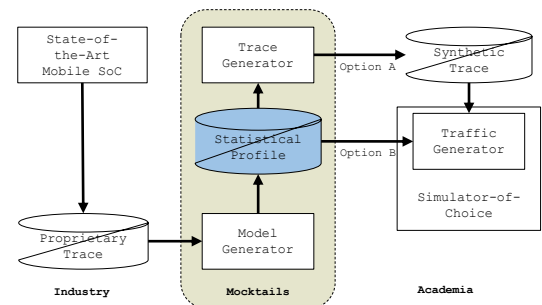 State-of-
the-Art
Mobile SoC
Proprietary
Trace
Industry
Trace
Generator
Statistical
Profile
Model
Generator
Mocktails
Option A
Option B
Synthetic
Trace
Traffic
Generator
Simulator-of-
Choice
Academia